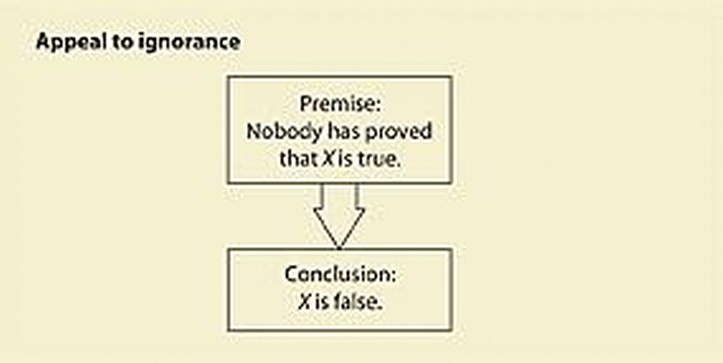 Appeal to ignorance
Premise:
Nobody has proved
that X is true.
Conclusion:
X is false.